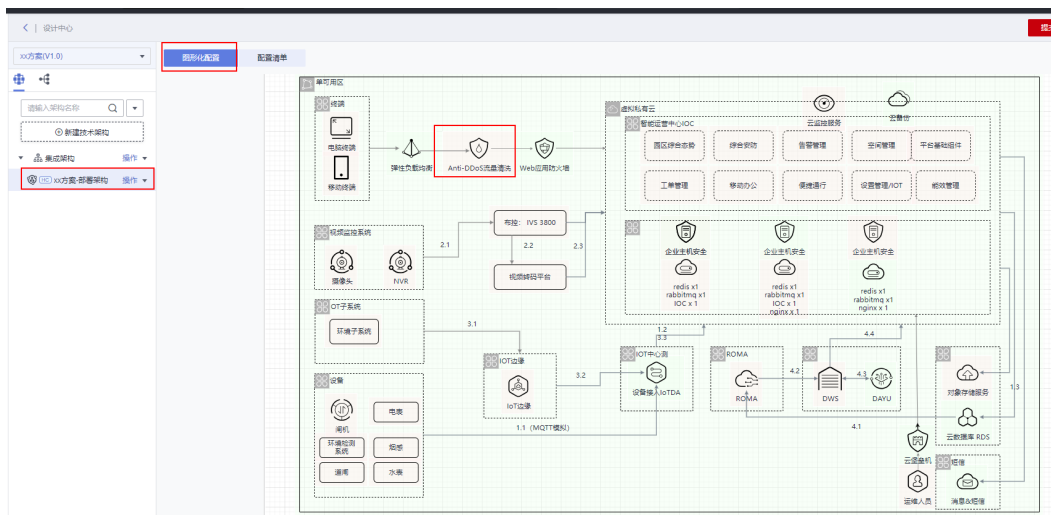 设计中心
提
xx方案(V1.0)
图形化配置
配置清单
请输入架构名称
新建技术架构
集成架构
操作
HC xx方案-部署架构
操作
单可用区
终端
电脑终端
移动终端
弹性负载均衡
Anti-DDoS流量清洗
Web应用防火墙
虚拟私有云
云监控服务
云备份
智能运营中心IOC
园区综合态势
综合安防
告警管理
空间管理
平台基础组件
工单管理
移动办公
便捷通行
设置管理/IOT
能效管理
企业主机安全
企业主机安全
企业主机安全
redis x1
rabbitmq x1
IOC x 1
redis x1
rabbitmq x1
IOC x 1
nginx x 1
redis x1
rabbitmq x1
nginx x 1
视频监控系统
摄像头
NVR
2.1
布控： IVS 3800
2.2
2.3
视频转码平台
OT子系统
环境子系统
3.1
1.2
3.3
4.4
IOT边缘
IoT边缘
3.2
IOT中心测
设备接入IoTDA
ROMA
ROMA
4.2
DWS
4.3
DAYU
对象存储服务
1.3
云数据库 RDS
设备
闸机
电表
环境检测
系统
烟感
道闸
水表
1.1（MQTT模拟）
4.1
云堡垒机
运维人员
短信
消息&短信